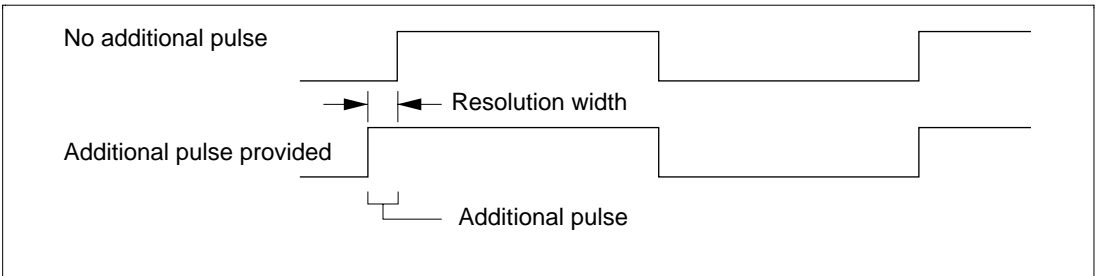 No additional pulse
Resolution width
Additional pulse provided
Additional pulse